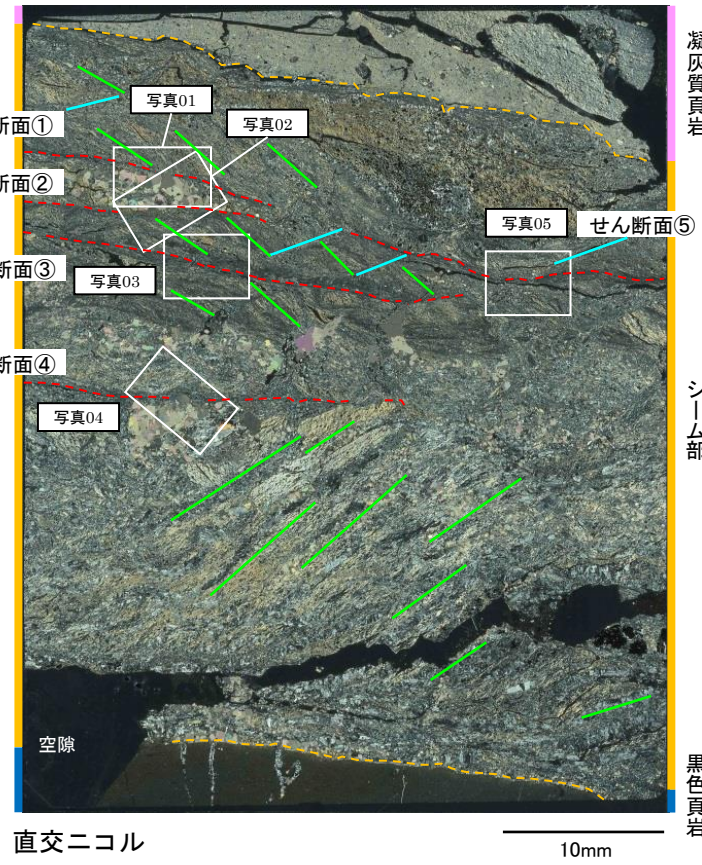 写真01
写真02
断面①
断面②
断面③
断面④
写真03
写真04
写真05
せん断面⑤
凝灰質頁岩
シーム部
黒色頁岩
空隙
直交ニコル
10mm